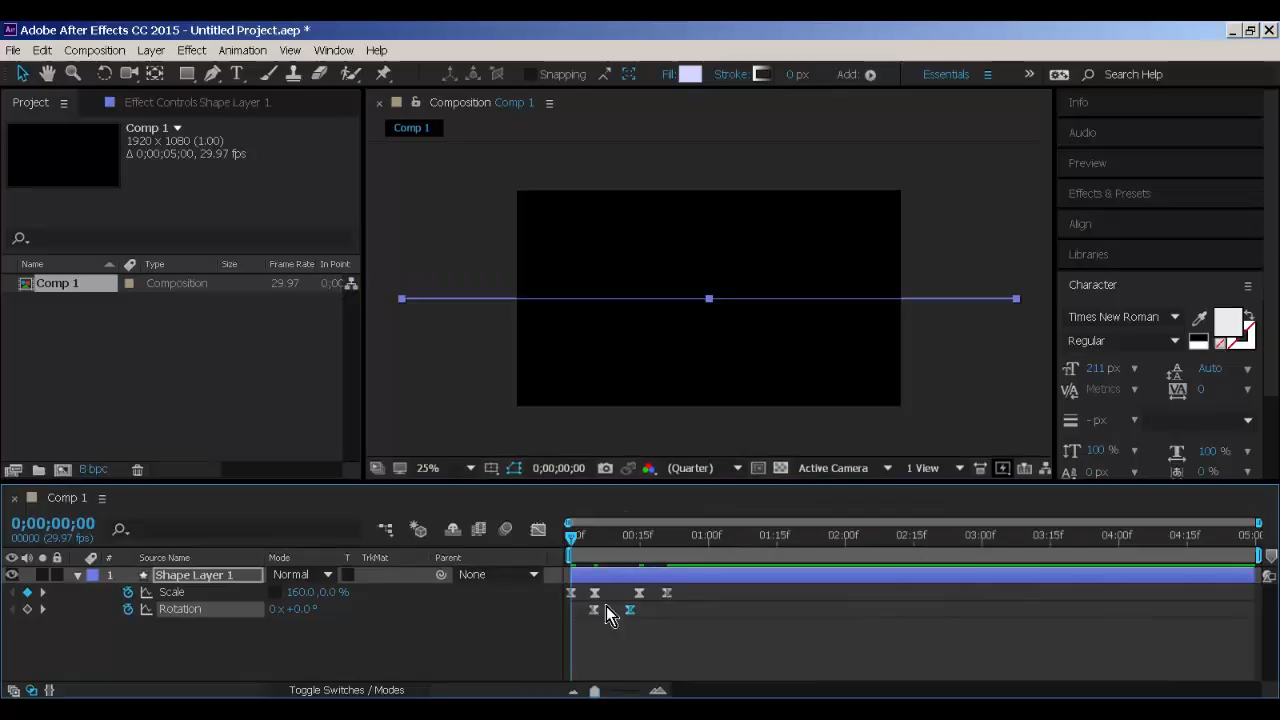 Adobe After Effects CC 2015 - Untitled Project.aep *
File Edit Composition Layer Effect Animation View Window Help
Snapping Fill: Stroke: 0 px Add: Essentials Search Help
Project Effect Controls Shape Layer 1
Composition Comp 1
Info
Comp 1
1920 x 1080 (1.00)
Δ 0;00;05;00, 29.97 fps
Comp 1
Audio
Preview
Effects & Presets
Align
Libraries
Name Type Size Frame Rate In Point
Comp 1 Composition 29.97 0;00
Character
Times New Roman
Regular
211 px Auto
Metrics 0
- px
100 % 100 %
0 px 0 %
8 bpc
25% 0;00;00;00 (Quarter) Active Camera 1 View
Comp 1
0;00;00;00
00000 (29.97 fps)
0f 00:15f 01:00f 01:15f 02:00f 02:15f 03:00f 03:15f 04:00f 04:15f 05:00
# Source Name Mode T TrkMat Parent
1 Shape Layer 1 Normal None
Scale 160.0,0.0 %
Rotation 0 x +0.0 °
Toggle Switches / Modes